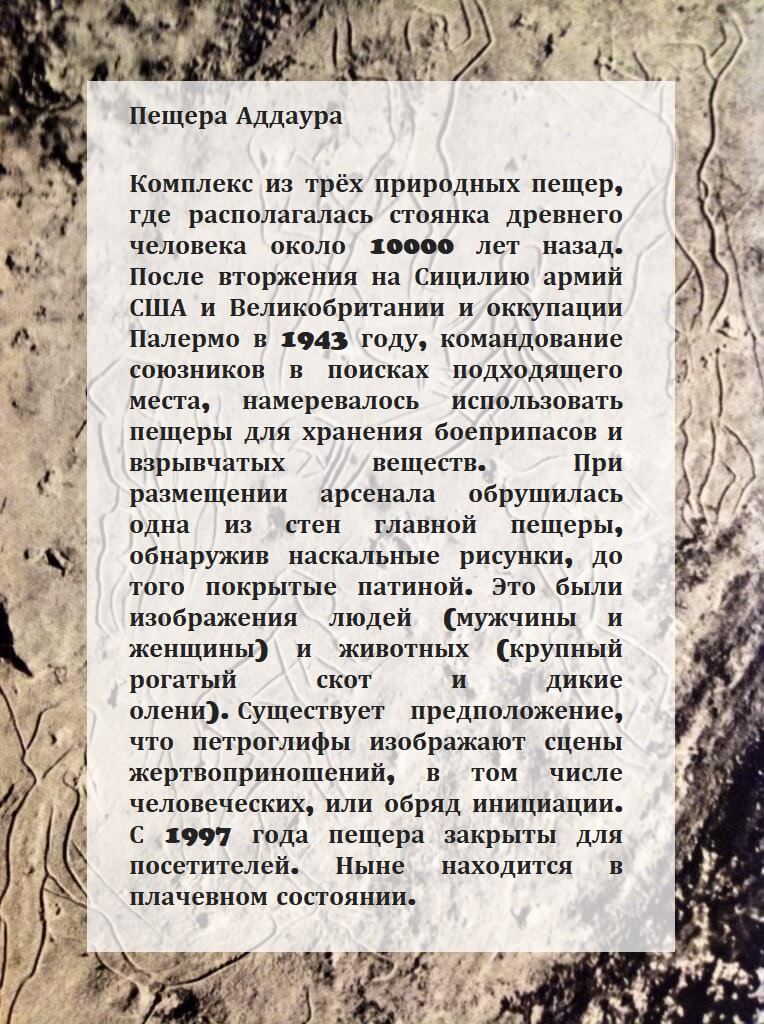 Пещера Аддаура
Комплекс из трёх природных пещер,
где располагалась стоянка древнего
человека около 10000 лет назад.
После вторжения на Сицилию армий
США и Великобритании и оккупации
Палермо в 1943 году, командование
союзников в поисках подходящего
места, намеревалось использовать
пещеры для хранения боеприпасов и
взрывчатых веществ. При
размещении арсенала обрушилась
одна из стен главной пещеры,
обнаружив наскальные рисунки, до
того покрытые патиной. Это были
изображения людей (мужчины и
женщины) и животных (крупный
рогатый скот и дикие
олени). Существует предположение,
что петроглифы изображают сцены
жертвоприношений, в том числе
человеческих, или обряд инициации.
С 1997 года пещера закрыты для
посетителей. Ныне находится в
плачевном состоянии.